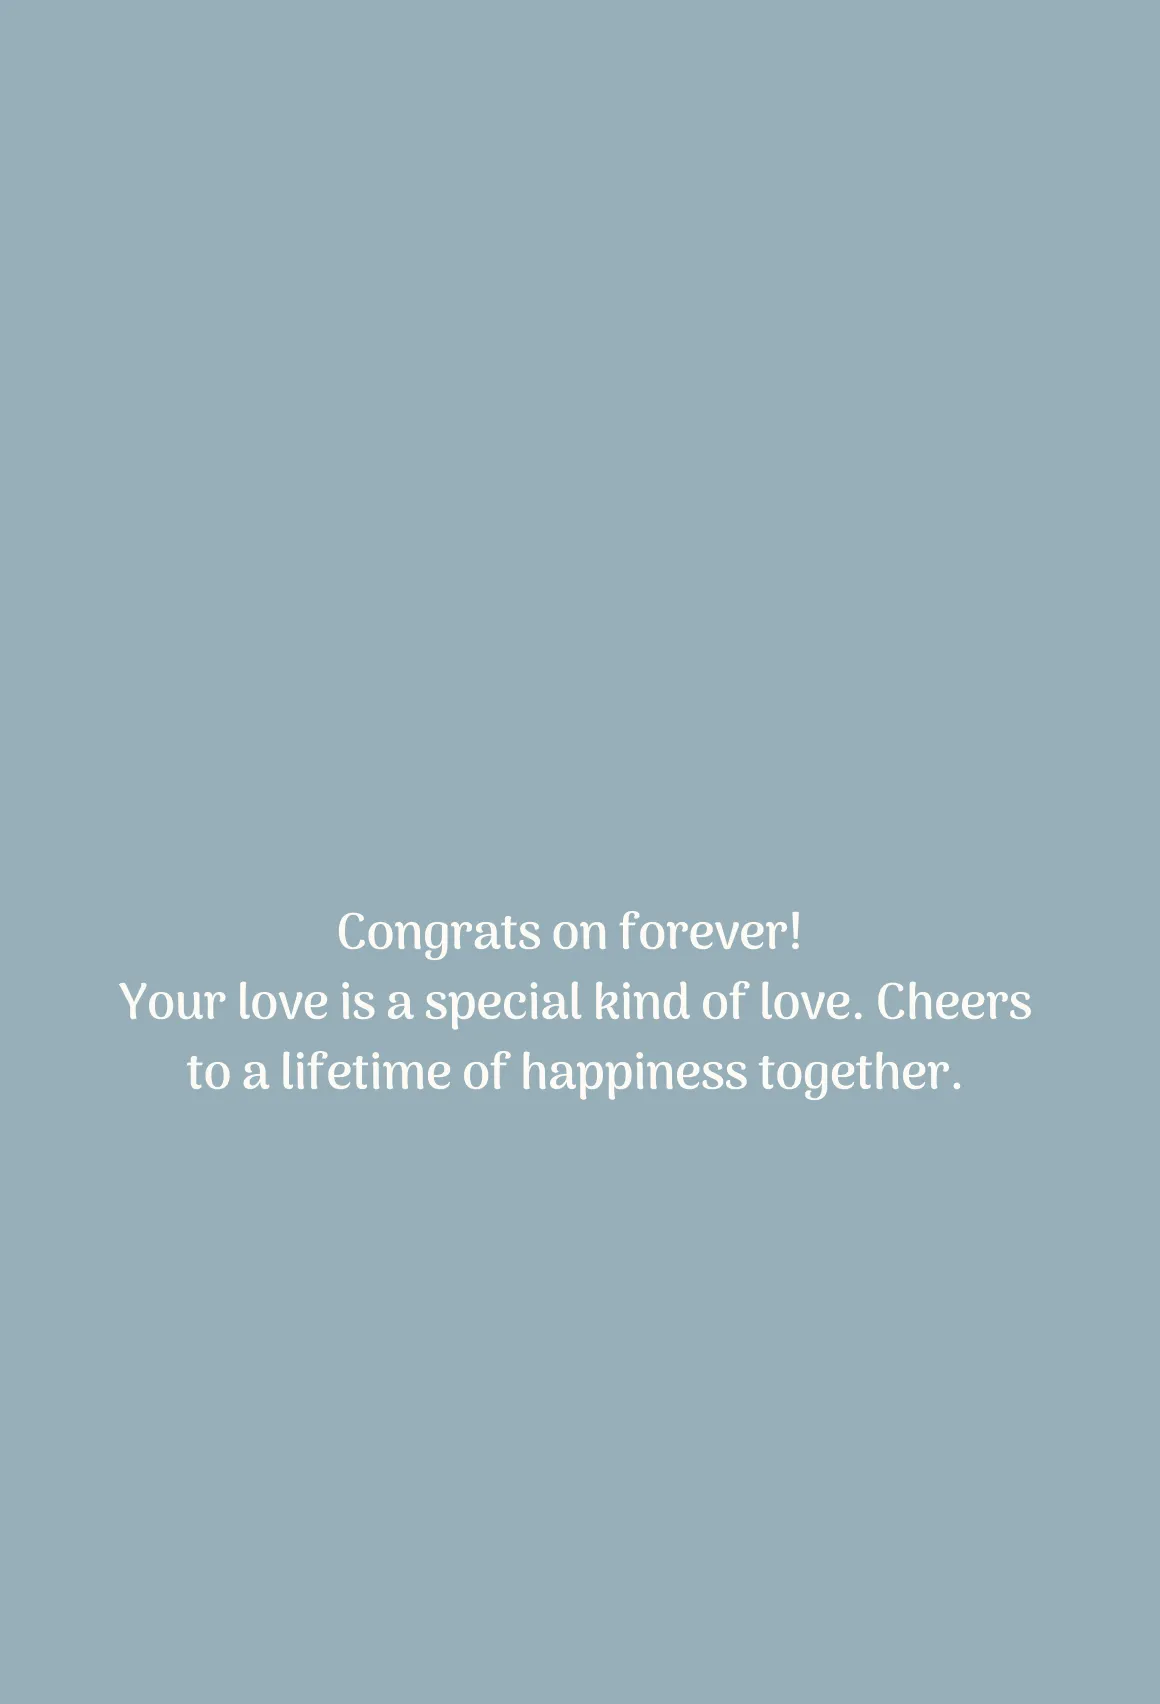 Congrats on forever!
Your love is a special kind of love. Cheers
to a lifetime of happiness together.